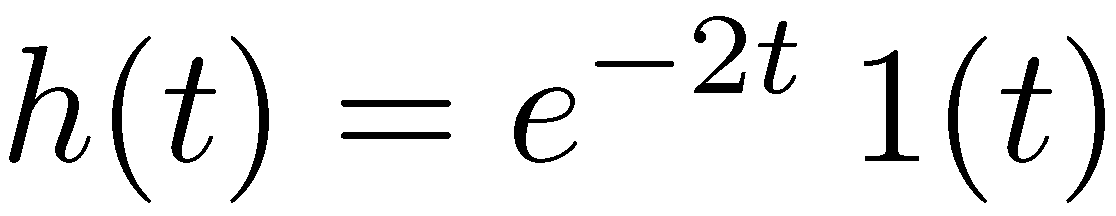 h(t) = e^{-2t} 1(t)